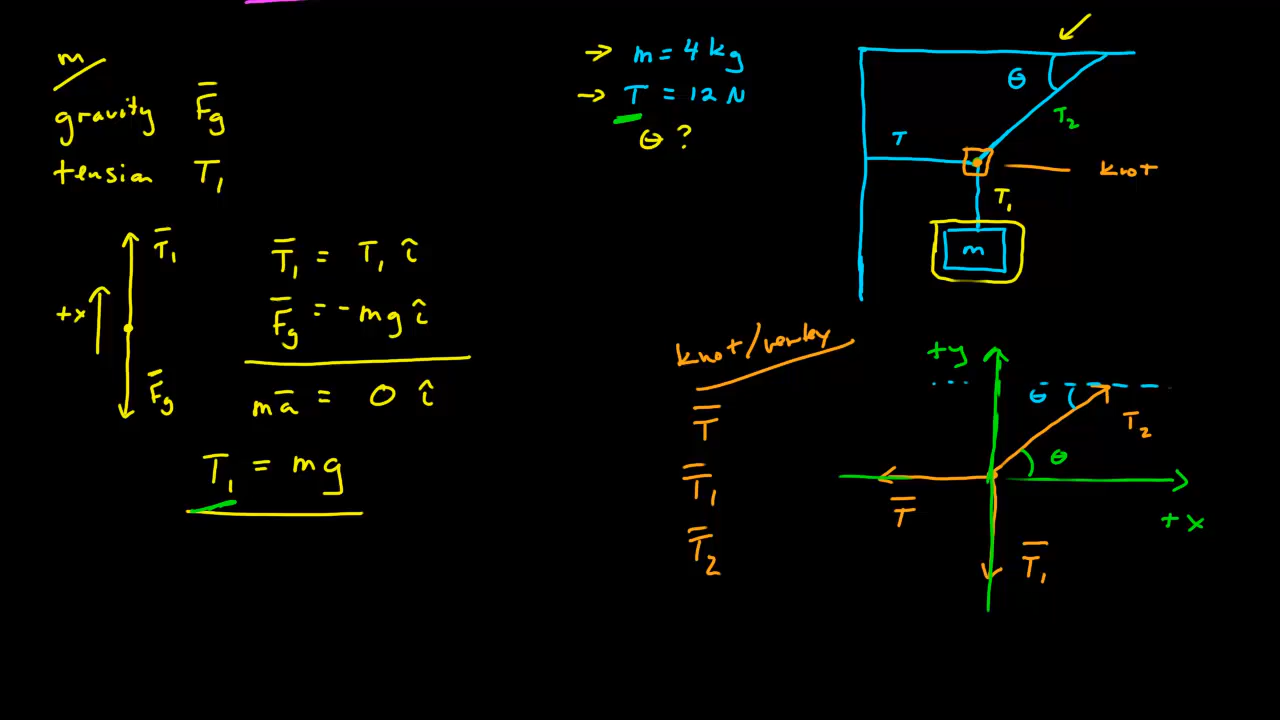 m
gravity F̄g
tension T₁
T̄₁
+x
F̄g
T̄₁ = T₁ î
F̄g = -mg î
mā = 0 î
T₁ = mg
→ m = 4 kg
→ T = 12 N
θ ?
θ
T₂
T
knot
T₁
m
knot/
T̄
T̄₁
T̄₂
+y
θ
T₂
θ
T̄
+x
T̄₁